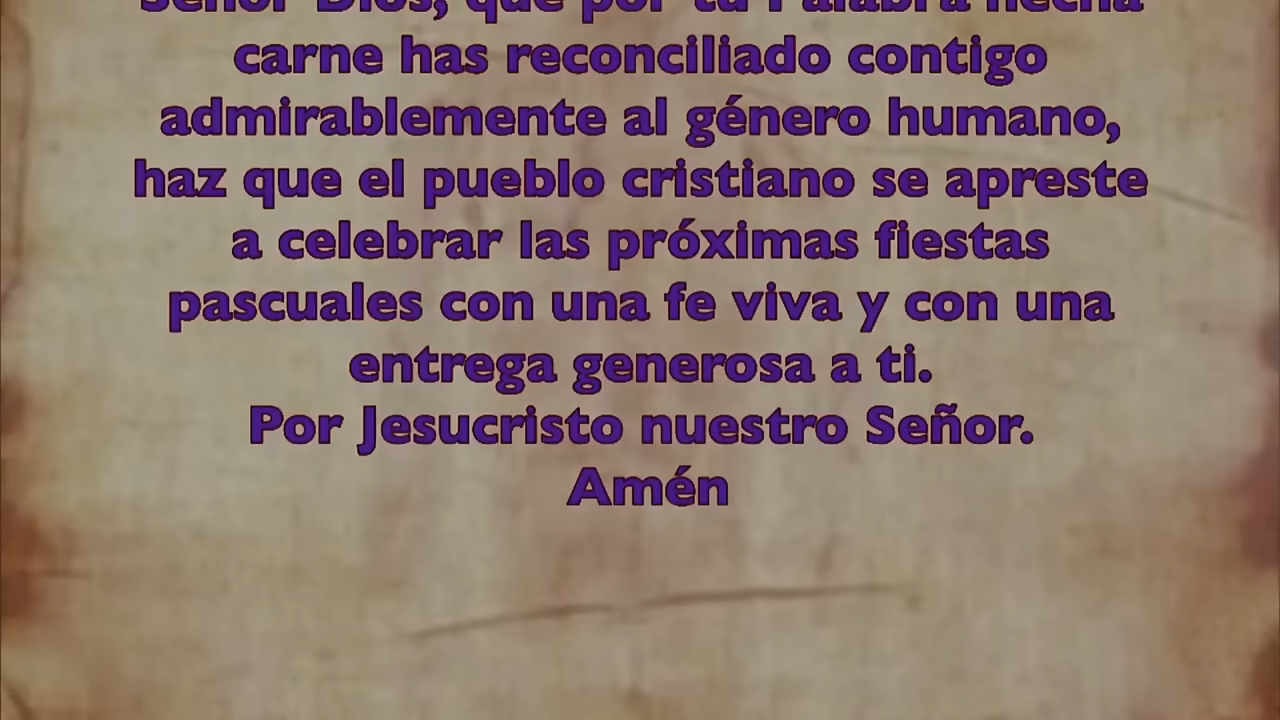 Señor Dios, que por tu Palabra hecha
carne has reconciliado contigo
admirablemente al género humano,
haz que el pueblo cristiano se apreste
a celebrar las próximas fiestas
pascuales con una fe viva y con una
entrega generosa a ti.
Por Jesucristo nuestro Señor.
Amén